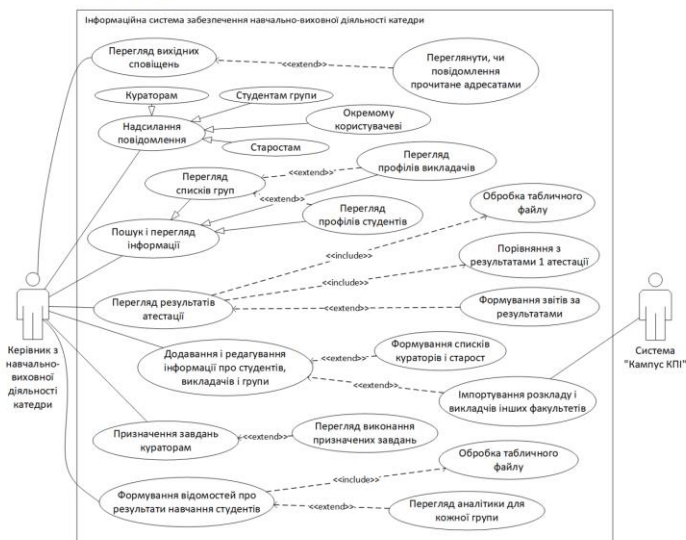 Інформаційна система забезпечення навчально-виховної діяльності катедри
Перегляд вихідних
сповіщень
<<extend>>
Переглянути, чи
повідомлення
прочитане адресатами
Кураторам
Студентам групи
Надсилання
повідомлення
Окремому
користувачеві
Старостам
Перегляд
списків груп
<<extend>>
<<extend>>
Перегляд
профілів викладачів
Перегляд
профілів студентів
Пошук і перегляд
інформації
Обробка табличного
файлу
<<include>>
Порівняння з
результатами 1 атестації
<<include>>
Перегляд результатів
атестації
<<extend>>
Формування звітів за
результатами
Керівник з
навчально-
виховної
діяльності
катедри
Система
"Кампус КПІ"
Формування списків
кураторів і старост
<<extend>>
Додавання і редагування
інформації про студентів,
викладачів і групи
<<extend>>
Імпортування розкладу і
викладчів інших факультетів
Призначення завдань
кураторам
<<extend>>
Перегляд виконання
призначених завдань
Обробка табличного
файлу
<<include>>
Формування відомостей про
результати навчання студентів
<<extend>>
Перегляд аналітики для
кожної групи